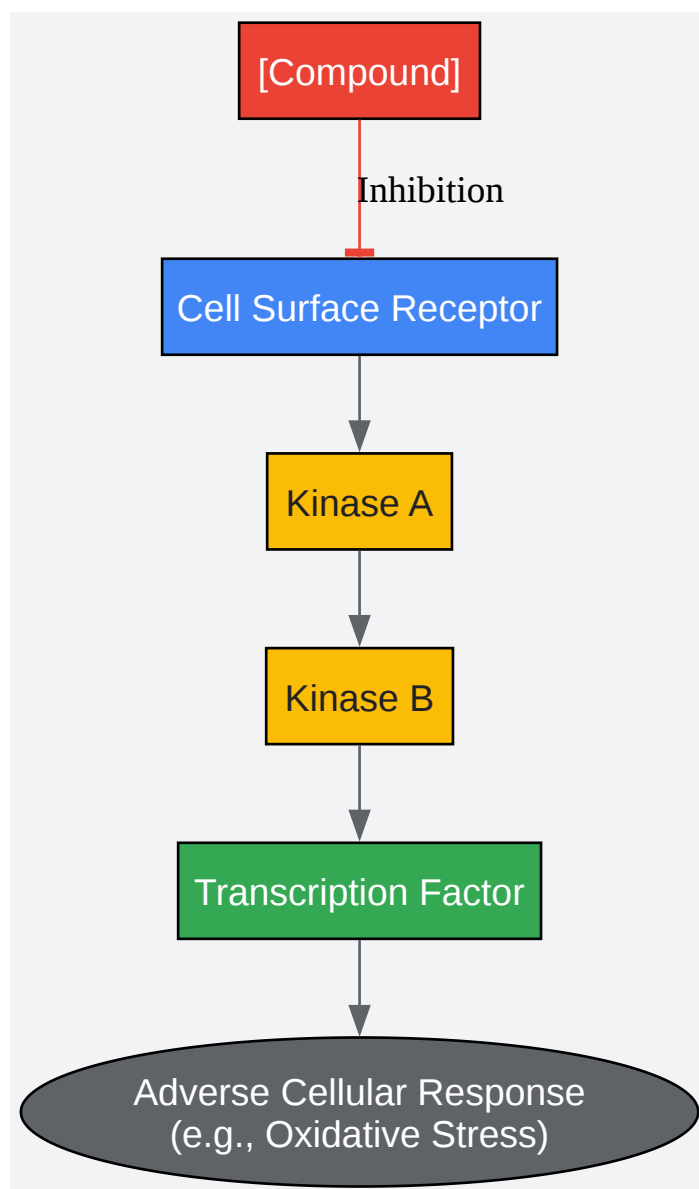 [Compound]
Inhibition
Cell Surface Receptor
Kinase A
Kinase B
Transcription Factor
Adverse Cellular Response
(e.g., Oxidative Stress)